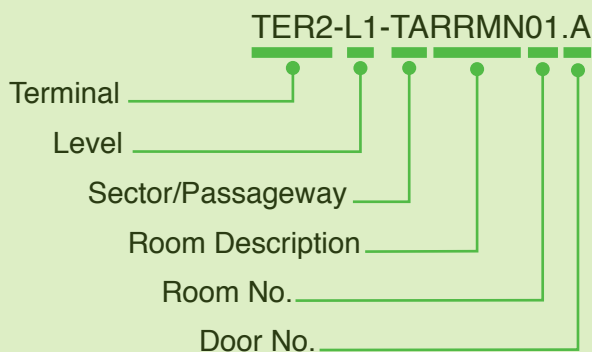 TER2-L1-TARRMN01.A
Terminal
Level
Sector/Passageway
Room Description
Room No.
Door No.